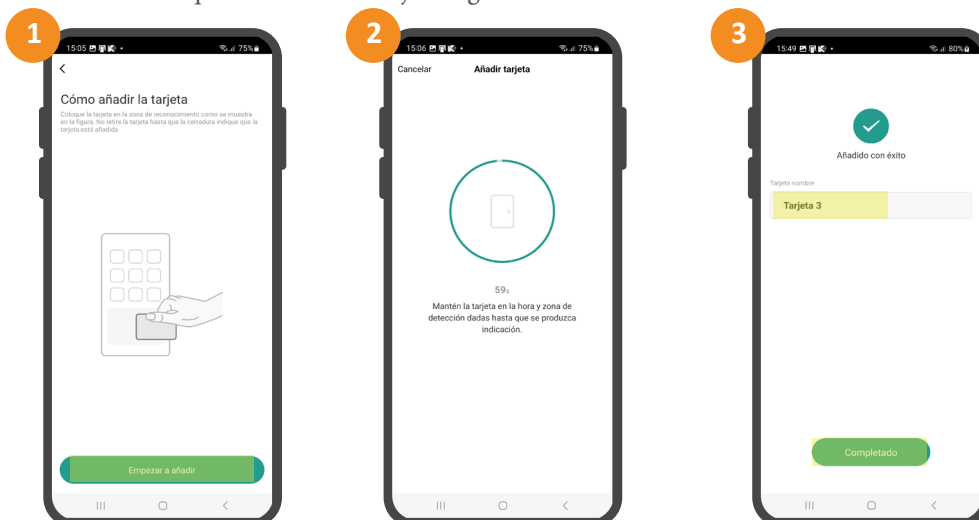 1
15:05
75%
Cómo añadir la tarjeta
Coloque la tarjeta en la zona de reconocimiento como se muestra
en la figura. No retire la tarjeta hasta que la cerradura indique que la
tarjeta está añadida
Empezar a añadir
2
15:06
75%
Cancelar Añadir tarjeta
59s
Mantén la tarjeta en la hora y zona de
detección dadas hasta que se produzca
indicación.
3
15:49
80%
Añadido con éxito
Tarjeta nombre
Tarjeta 3
Completado